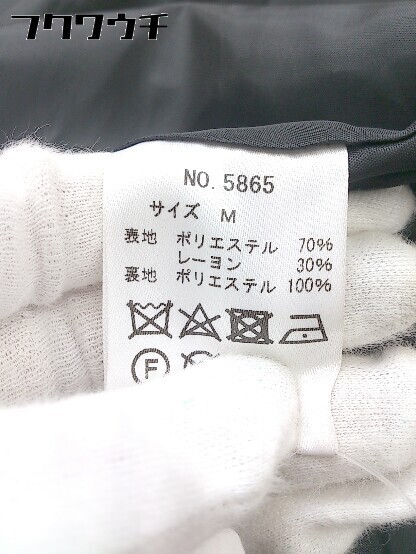 フクワウチ
NO. 5865
サイズ M
表地 ポリエステル 70%
レーヨン 30%
裏地 ポリエステル 100%
F